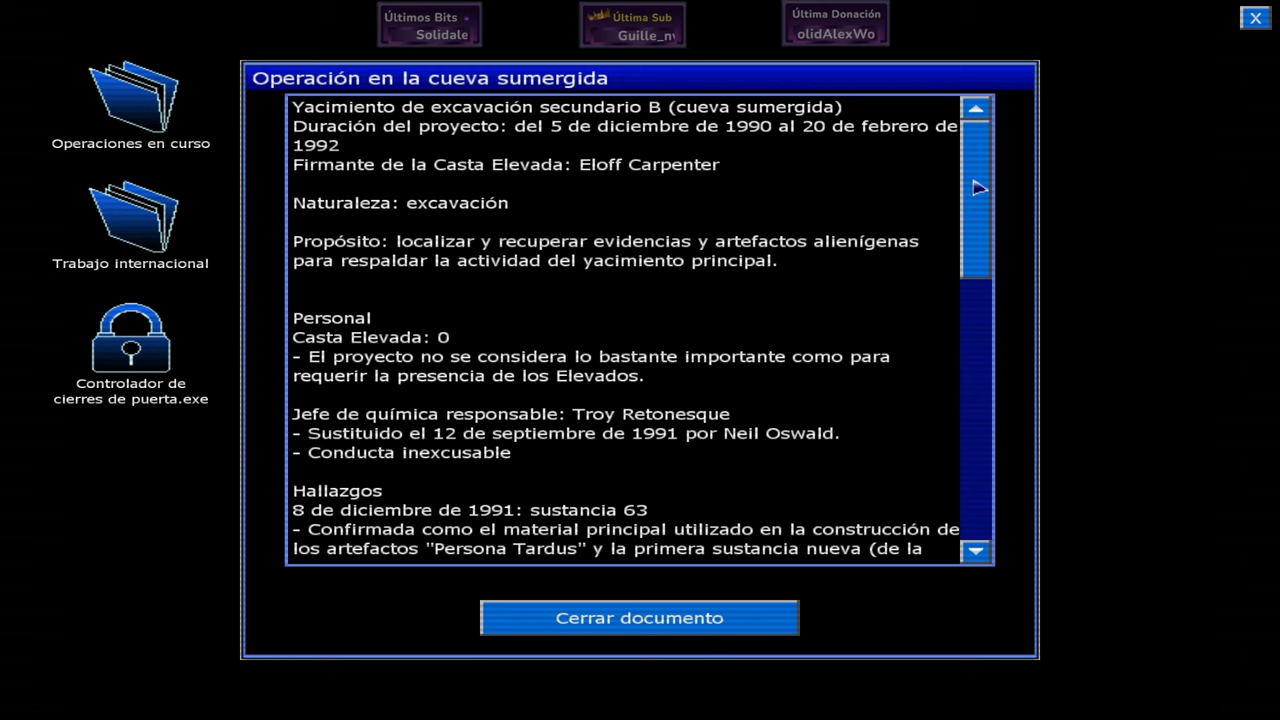 Últimos Bits
Solidale
Última Sub
Guille_n
Última Donación
olidAlexWo
X
Operaciones en curso
Trabajo internacional
Controlador de
cierres de puerta.exe
Operación en la cueva sumergida
Yacimiento de excavación secundario B (cueva sumergida)
Duración del proyecto: del 5 de diciembre de 1990 al 20 de febrero de
1992
Firmante de la Casta Elevada: Eloff Carpenter
Naturaleza: excavación
Propósito: localizar y recuperar evidencias y artefactos alienígenas
para respaldar la actividad del yacimiento principal.
Personal
Casta Elevada: 0
- El proyecto no se considera lo bastante importante como para
requerir la presencia de los Elevados.
Jefe de química responsable: Troy Retonesque
- Sustituido el 12 de septiembre de 1991 por Neil Oswald.
- Conducta inexcusable
Hallazgos
8 de diciembre de 1991: sustancia 63
- Confirmada como el material principal utilizado en la construcción de
los artefactos "Persona Tardus" y la primera sustancia nueva (de la
Cerrar documento